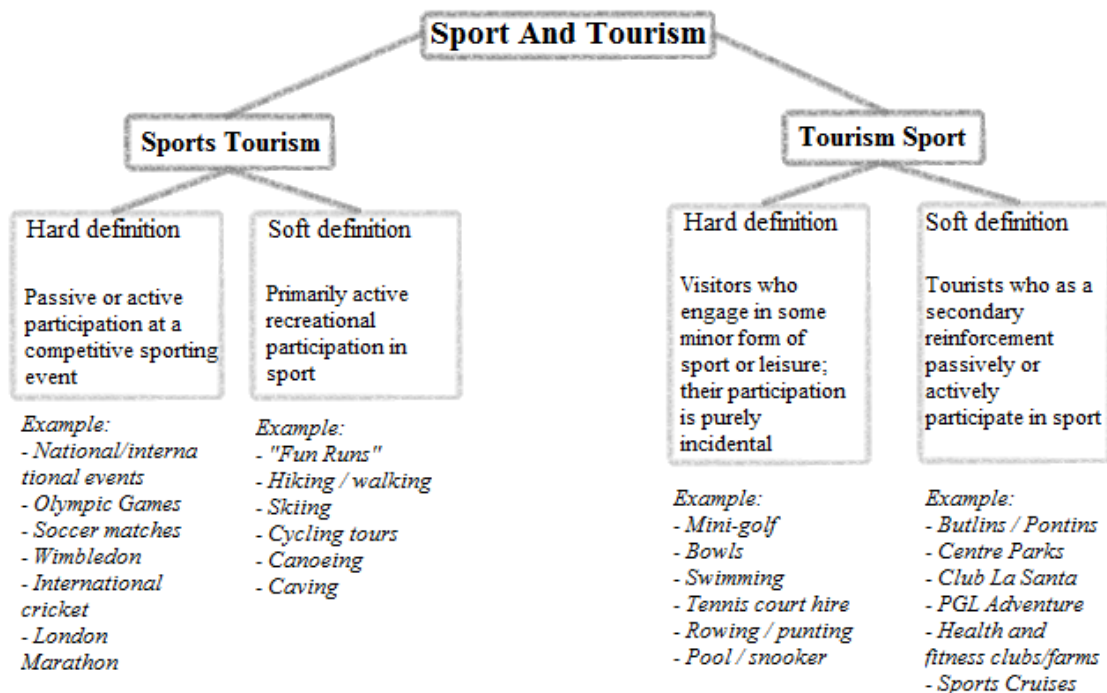 Sport And Tourism
Sports Tourism
Tourism Sport
Hard definition
Passive or active
participation at a
competitive sporting
event
Example:
- National/interna
tional events
- Olympic Games
- Soccer matches
- Wimbledon
- International
cricket
- London
Marathon
Soft definition
Primarily active
recreational
participation in
sport
Example:
- "Fun Runs"
- Hiking / walking
- Skiing
- Cycling tours
- Canoeing
- Caving
Hard definition
Visitors who
engage in some
minor form of
sport or leisure;
their participation
is purely
incidental
Example:
- Mini-golf
- Bowls
- Swimming
- Tennis court hire
- Rowing / punting
- Pool / snooker
Soft definition
Tourists who as a
secondary
reinforcement
passively or
actively
participate in sport
Example:
- Butlins / Pontins
- Centre Parks
- Club La Santa
- PGL Adventure
- Health and
fitness clubs/farms
- Sports Cruises